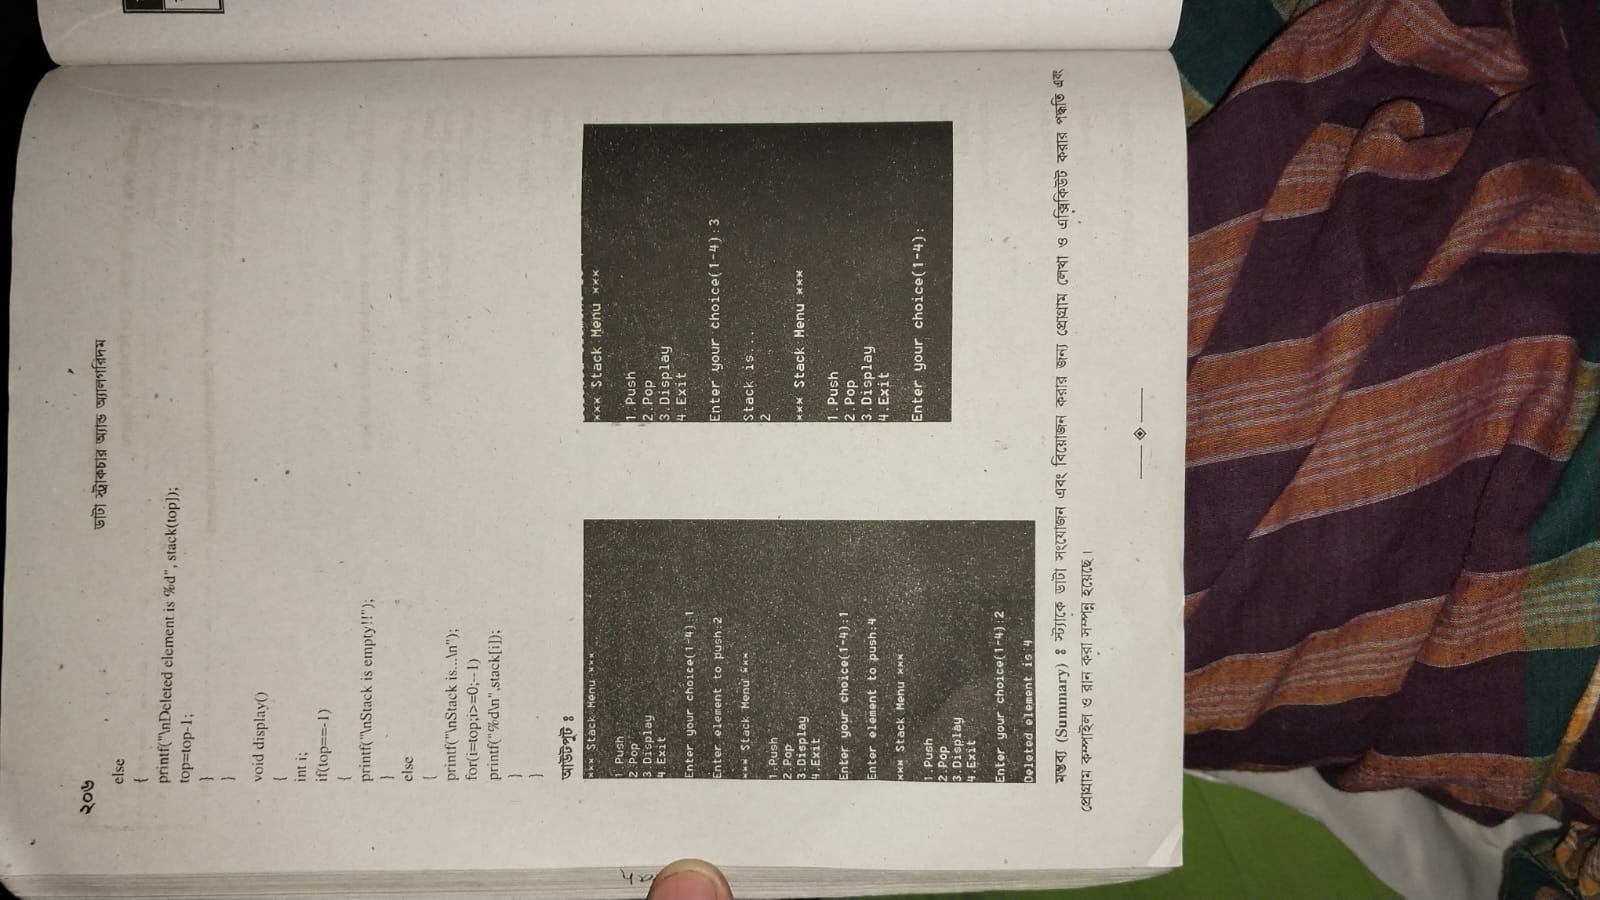 ২০৬
ডাটা স্ট্রাকচার অ্যান্ড অ্যালগরিদম
else
{
printf("\nDeleted element is %d", stack(top]);
top=top-1;
}
}
void display()
{
int i;
if(top==-1)
{
printf("\nStack is empty!!");
}
else
{
printf("\nStack is...\n");
for(i=top;i>=0;--1)
printf("%d\n",stack[i]);
}
}
আউটপুট ঃ
*** Stack Menu ***
1 Push
2 Pop
3.Display
4 Exit
Enter your choice(1-4):1
Enter element to push:2
*** Stack Menu ***
1.Push
2.Pop
3.Display
4.Exit
Enter your choice(1-4):1
Enter element to push:4
*** Stack Menu ***
1.Push
2.Pop
3.Display
4.Exit
Enter your choice(1-4):2
Deleted element is:4
*** Stack Menu ***
1.Push
2.Pop
3.Display
4.Exit
Enter your choice(1-4):3
Stack is...
2
*** Stack Menu ***
1.Push
2.Pop
3.Display
4.Exit
Enter your choice(1-4):
মন্তব্য (Summary) ঃ স্ট্যাকে ডাটা সংযোজন এবং বিয়োজন করার জন্য প্রোগ্রাম লেখা ও এক্সিকিউট করার পদ্ধতি এবং
প্রোগ্রাম কম্পাইল ও রান করা সম্পন্ন হয়েছে।